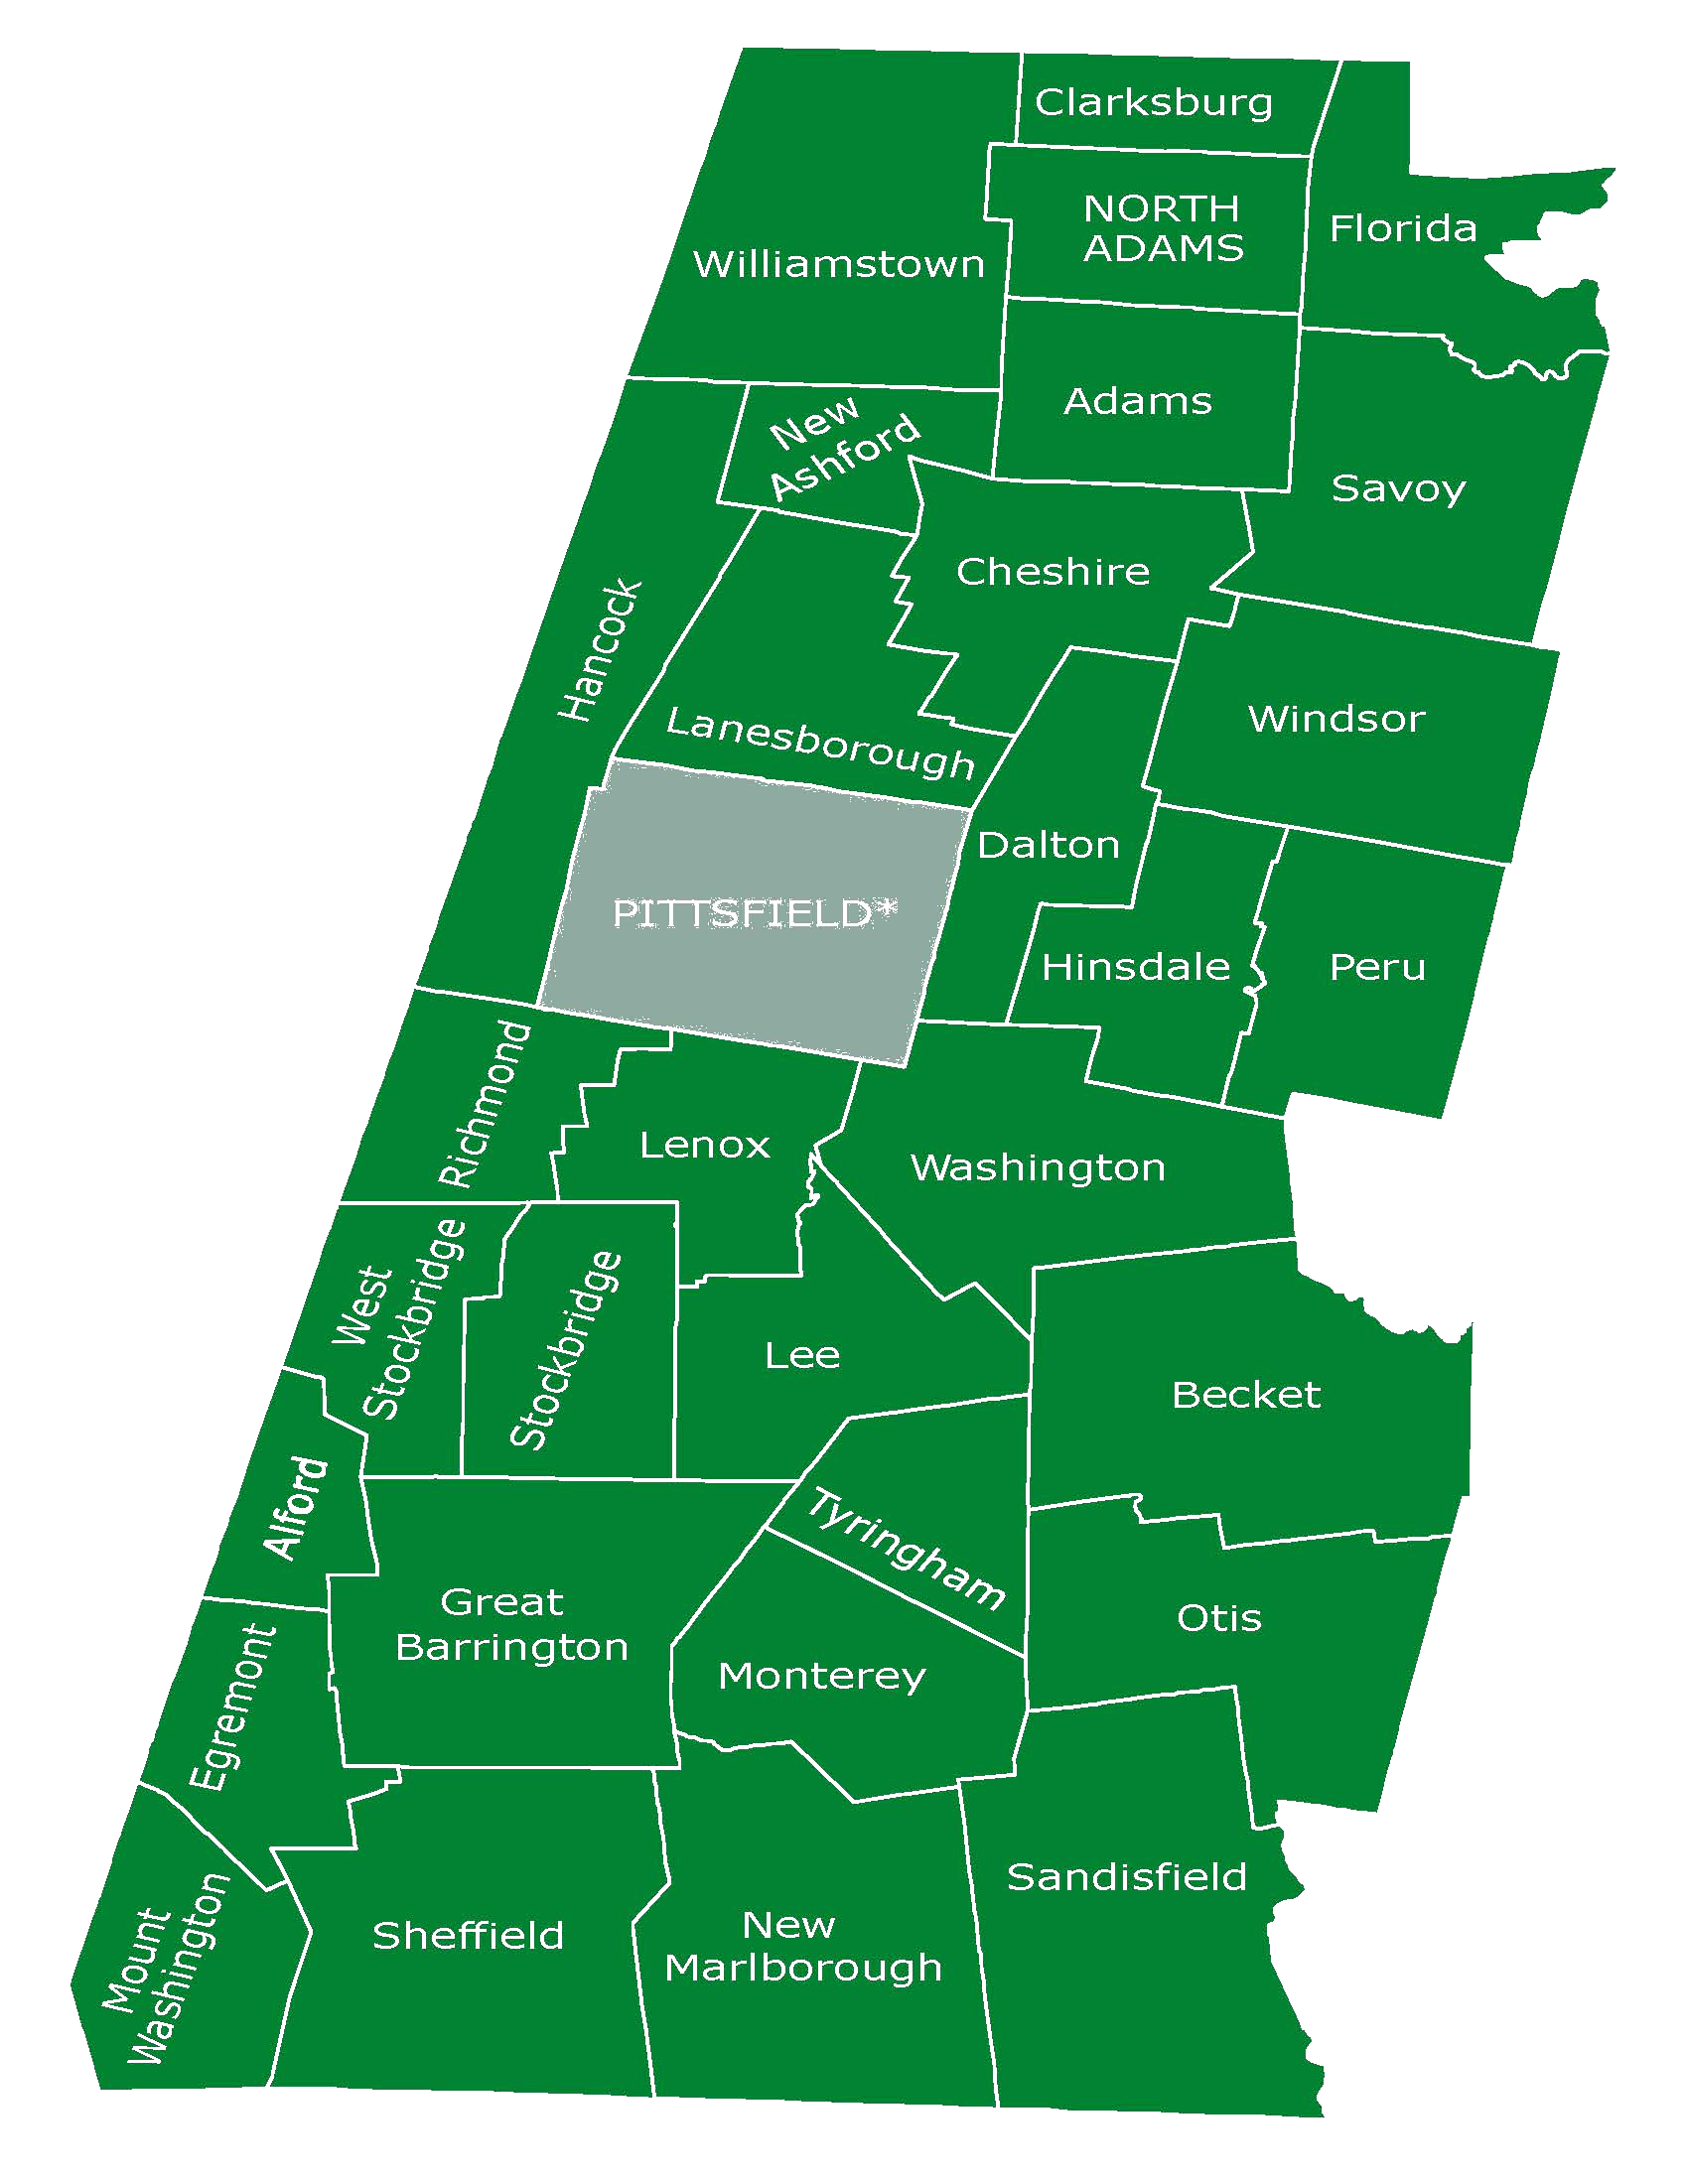 Clarksburg
NORTH
ADAMS
Florida
Williamstown
Adams
New
Ashford
Savoy
Cheshire
Hancock
Lanesborough
Windsor
Dalton
PITTSFIELD*
Hinsdale
Peru
Richmond
Lenox
Washington
West
Stockbridge
Stockbridge
Lee
Becket
Alford
Tyringham
Great
Barrington
Otis
Monterey
Egremont
Sandisfield
Mount
Washington
Sheffield
New
Marlborough